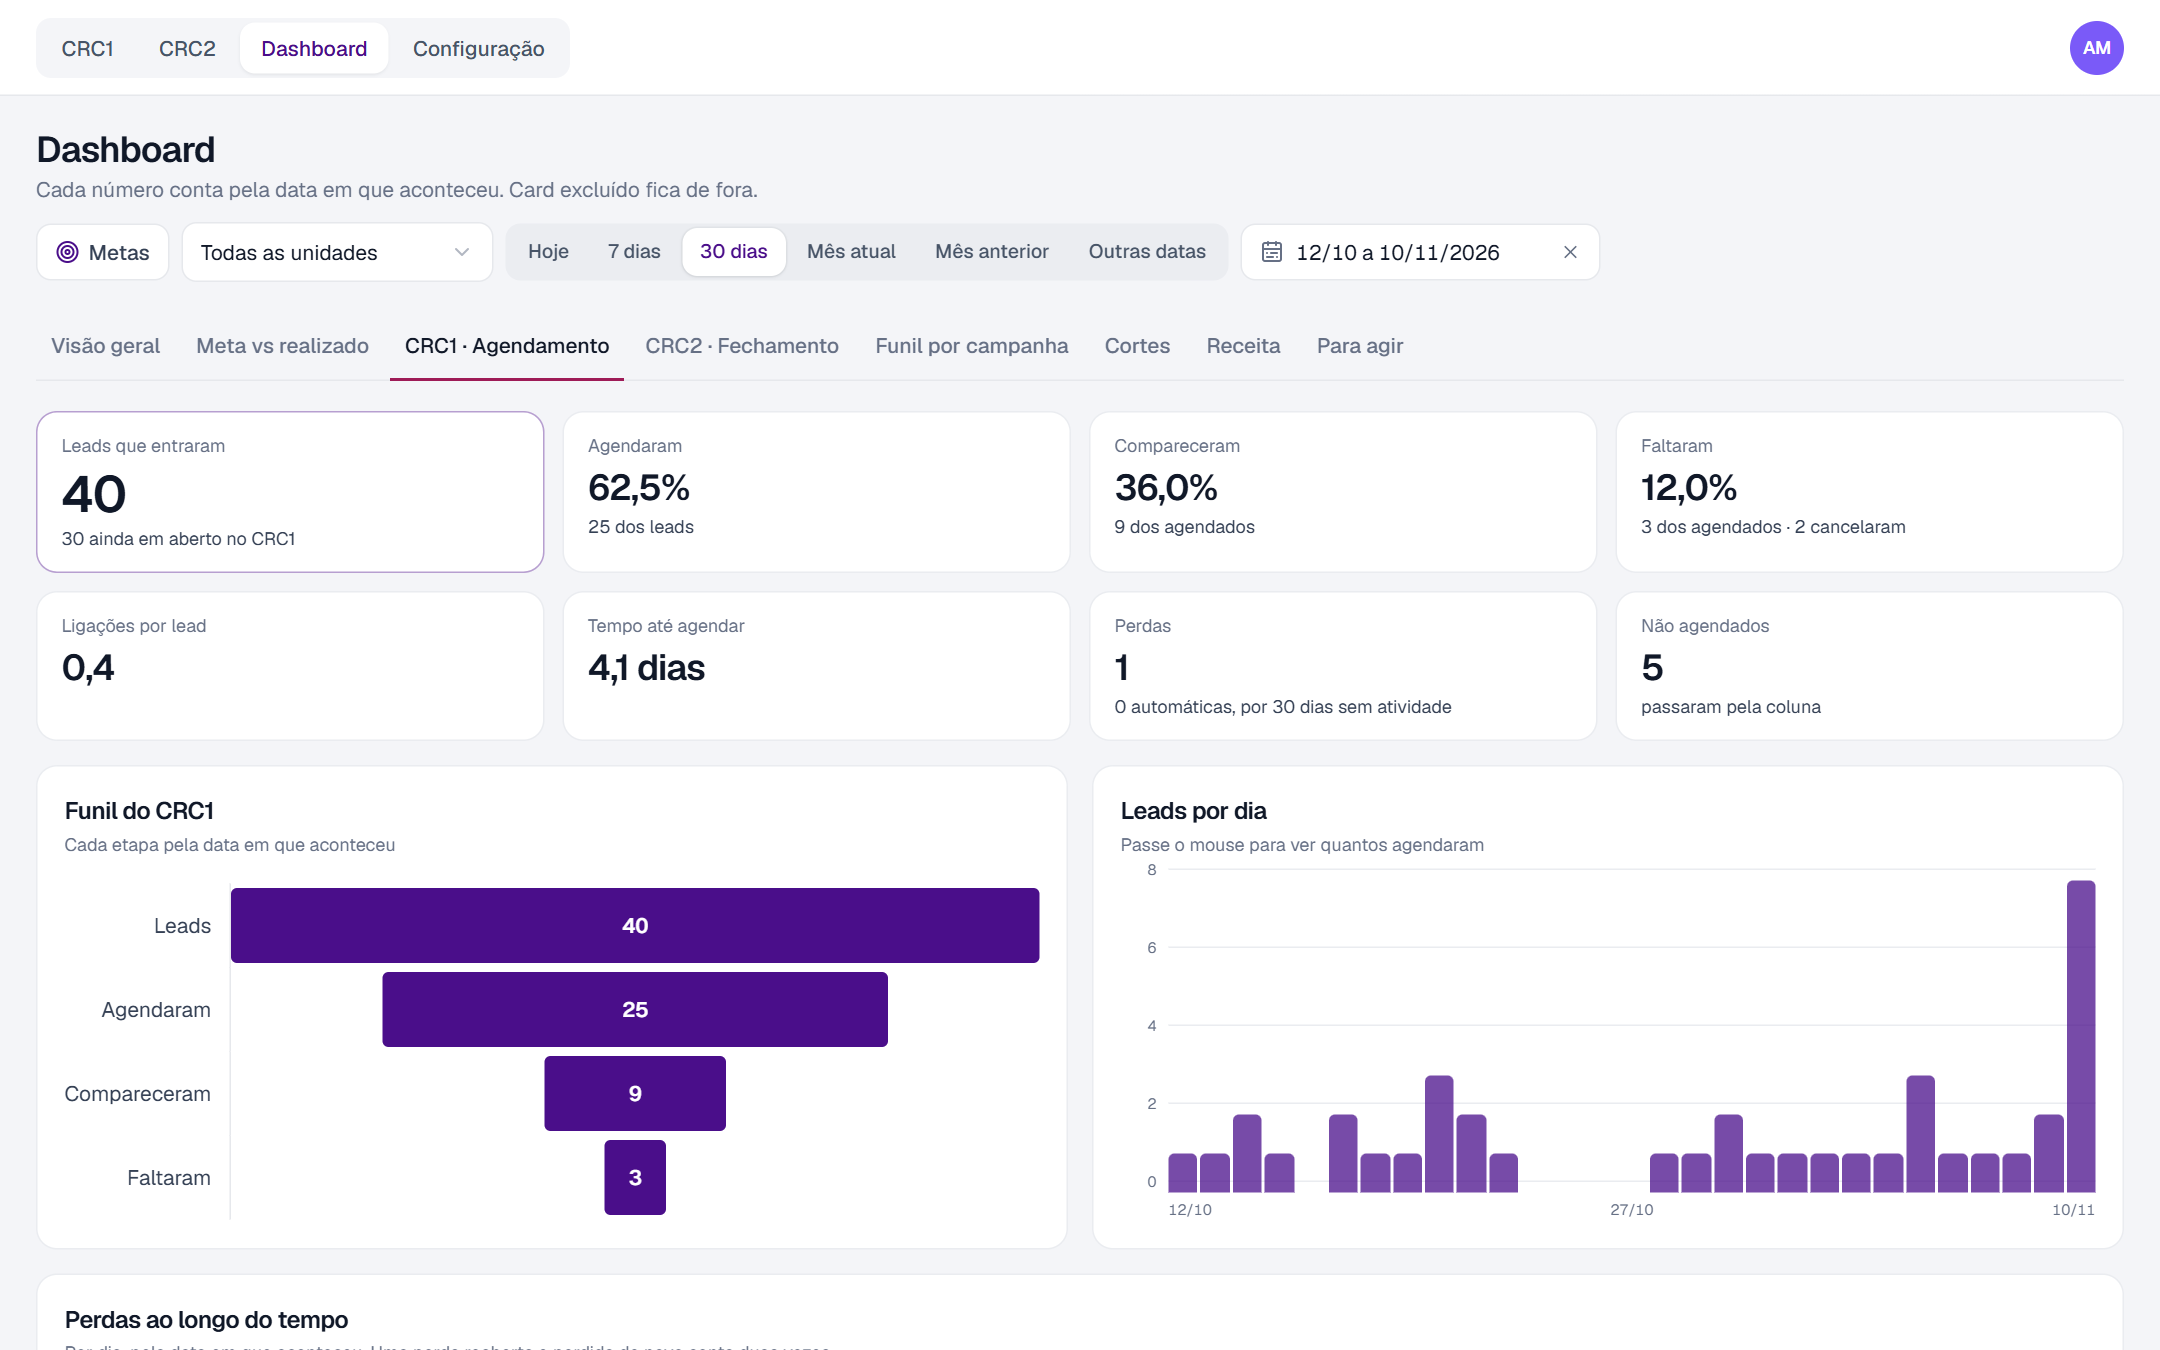 CRC1 CRC2 Dashboard Configuração AM
Dashboard
Cada número conta pela data em que aconteceu. Card excluído fica de fora.
Metas Todas as unidades Hoje 7 dias 30 dias Mês atual Mês anterior Outras datas 12/10 a 10/11/2026
Visão geral Meta vs realizado CRC1 · Agendamento CRC2 · Fechamento Funil por campanha Cortes Receita Para agir
Leads que entraram
40
30 ainda em aberto no CRC1
Agendaram
62,5%
25 dos leads
Compareceram
36,0%
9 dos agendados
Faltaram
12,0%
3 dos agendados · 2 cancelaram
Ligações por lead
0,4
Tempo até agendar
4,1 dias
Perdas
1
0 automáticas, por 30 dias sem atividade
Não agendados
5
passaram pela coluna
Funil do CRC1
Cada etapa pela data em que aconteceu
Leads 40
Agendaram 25
Compareceram 9
Faltaram 3
Leads por dia
Passe o mouse para ver quantos agendaram
8
6
4
2
0
12/10 27/10 10/11
Perdas ao longo do tempo